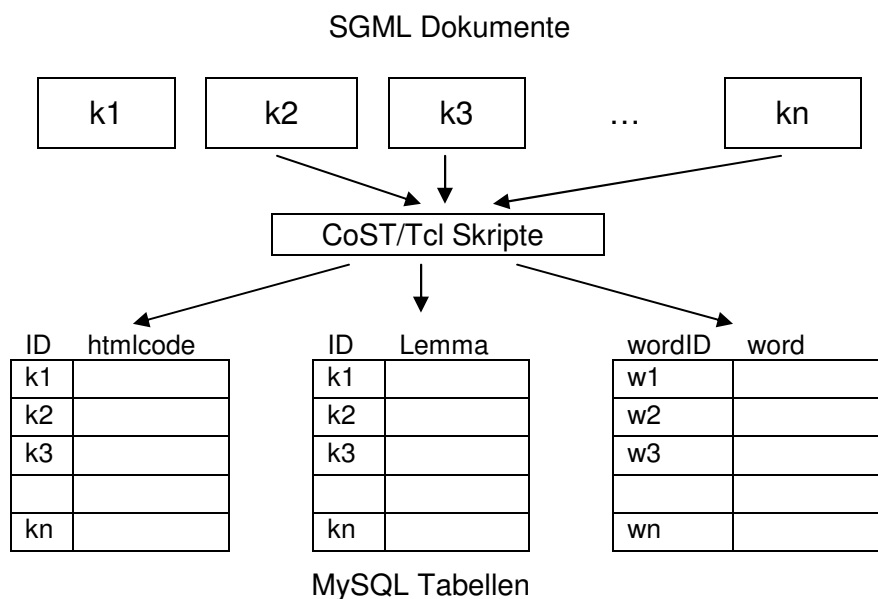 SGML Dokumente
k1 k2 k3 … kn
CoST/Tcl Skripte
ID htmlcode ID Lemma wordID word
k1 k1 w1
k2 k2 w2
k3 k3 w3
kn kn wn
MySQL Tabellen